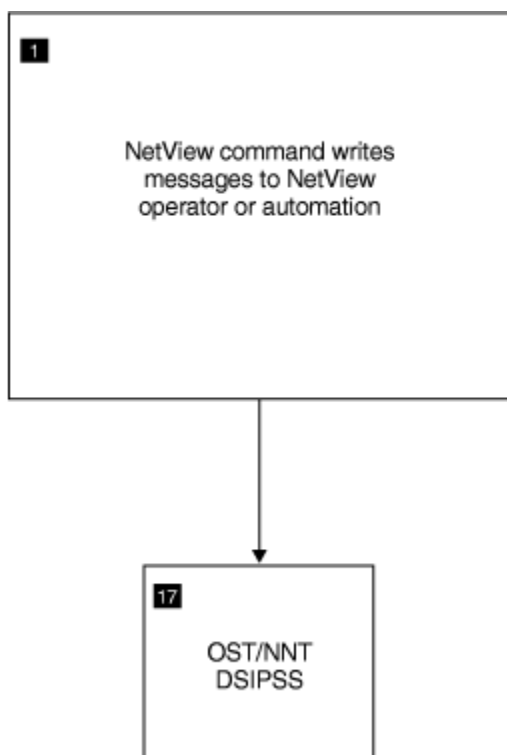 1
NetView command writes
messages to NetView
operator or automation
17
OST/NNT
DSIPSS